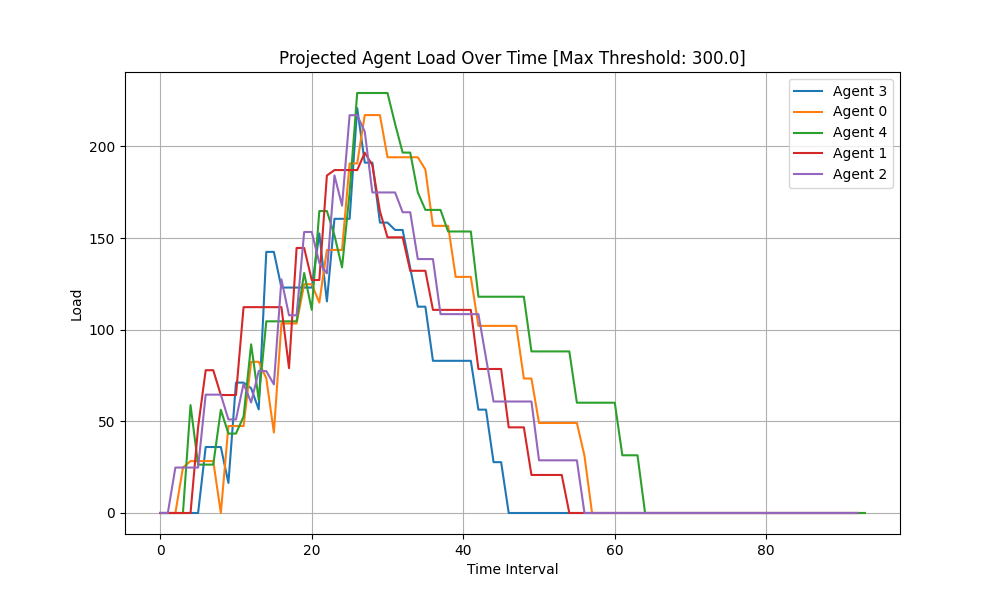 Projected Agent Load Over Time [Max Threshold: 300.0]
Agent 3
Agent 0
Agent 4
Agent 1
Agent 2
Load
200
150
100
50
0
0 20 40 60 80
Time Interval